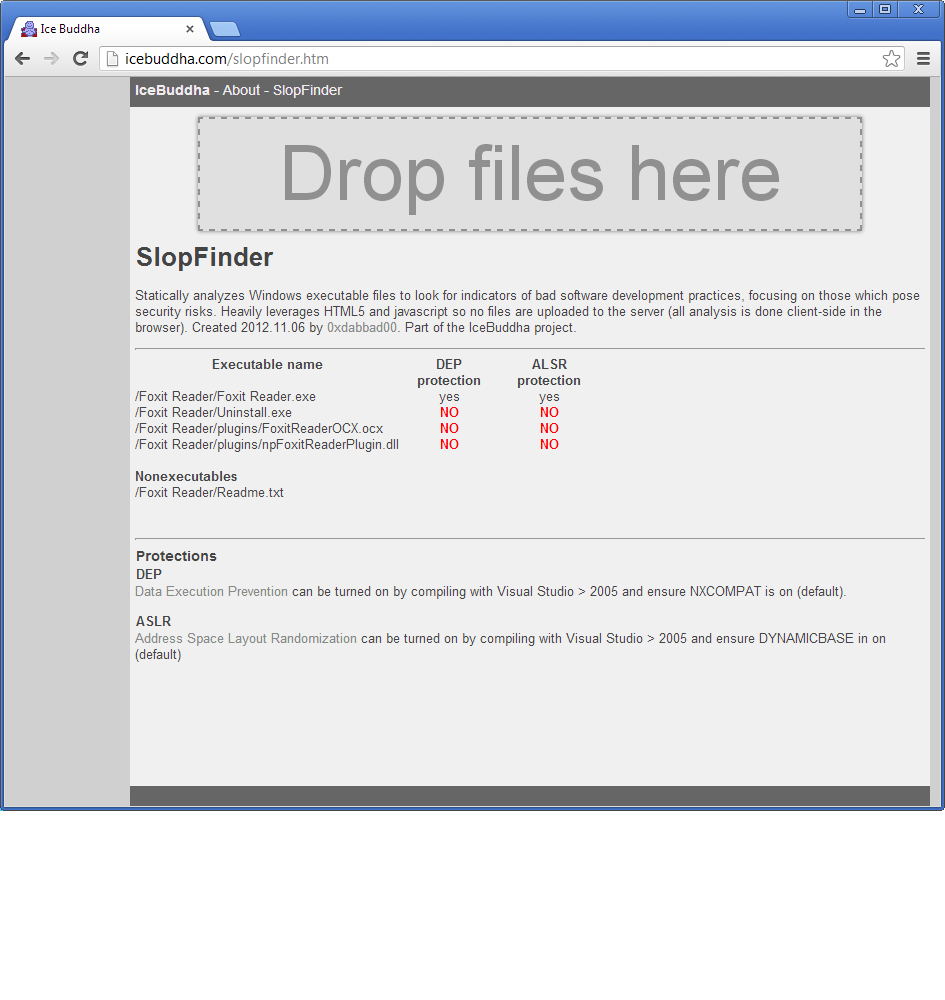 Ice Buddha
icebuddha.com/slopfinder.htm
IceBuddha - About - SlopFinder
Drop files here
SlopFinder
Statically analyzes Windows executable files to look for indicators of bad software development practices, focusing on those which pose
security risks. Heavily leverages HTML5 and javascript so no files are uploaded to the server (all analysis is done client-side in the
browser). Created 2012.11.06 by 0xdabbad00. Part of the IceBuddha project.
Executable name DEP protection ALSR protection
/Foxit Reader/Foxit Reader.exe yes yes
/Foxit Reader/Uninstall.exe NO NO
/Foxit Reader/plugins/FoxitReaderOCX.ocx NO NO
/Foxit Reader/plugins/npFoxitReaderPlugin.dll NO NO
Nonexecutables
/Foxit Reader/Readme.txt
Protections
DEP
Data Execution Prevention can be turned on by compiling with Visual Studio > 2005 and ensure NXCOMPAT is on (default).
ASLR
Address Space Layout Randomization can be turned on by compiling with Visual Studio > 2005 and ensure DYNAMICBASE in on
(default)